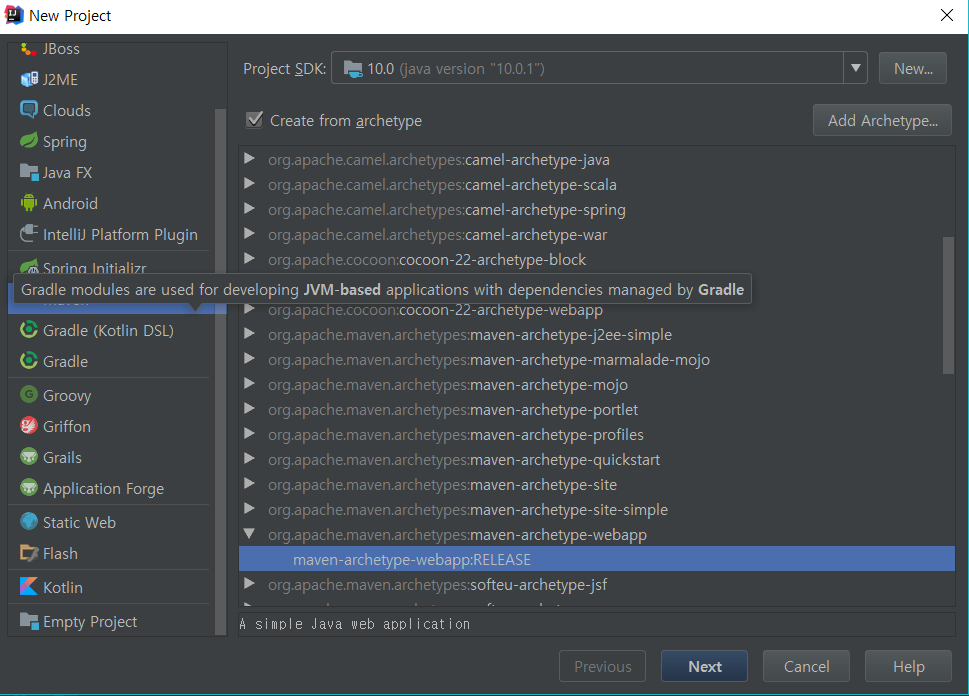 New Project
JBoss
J2ME
Clouds
Spring
Java FX
Android
IntelliJ Platform Plugin
Spring Initializr
Gradle (Kotlin DSL)
Gradle
Groovy
Griffon
Grails
Application Forge
Static Web
Flash
Kotlin
Empty Project
Project SDK: 10.0 (java version "10.0.1") New...
Create from archetype Add Archetype...
org.apache.camel.archetypes:camel-archetype-java
org.apache.camel.archetypes:camel-archetype-scala
org.apache.camel.archetypes:camel-archetype-spring
org.apache.camel.archetypes:camel-archetype-war
org.apache.cocoon:cocoon-22-archetype-block
Gradle modules are used for developing JVM-based applications with dependencies managed by Gradle
org.apache.cocoon:cocoon-22-archetype-webapp
org.apache.maven.archetypes:maven-archetype-j2ee-simple
org.apache.maven.archetypes:maven-archetype-marmalade-mojo
org.apache.maven.archetypes:maven-archetype-mojo
org.apache.maven.archetypes:maven-archetype-portlet
org.apache.maven.archetypes:maven-archetype-profiles
org.apache.maven.archetypes:maven-archetype-quickstart
org.apache.maven.archetypes:maven-archetype-site
org.apache.maven.archetypes:maven-archetype-site-simple
org.apache.maven.archetypes:maven-archetype-webapp
maven-archetype-webapp:RELEASE
org.apache.maven.archetypes:softeu-archetype-jsf
A simple Java web application
Previous Next Cancel Help